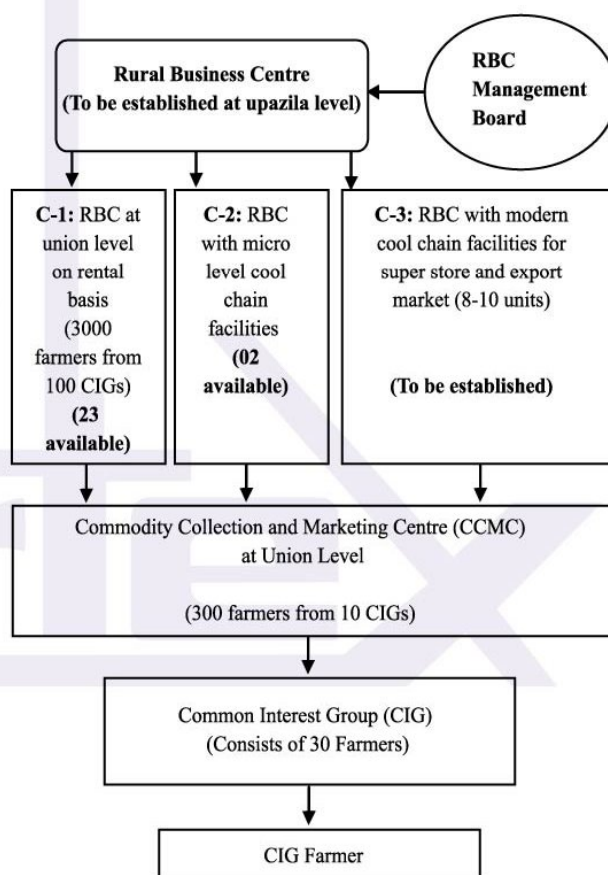 Rural Business Centre
(To be established at upazila level)
RBC
Management
Board
C-1: RBC at
union level
on rental
basis
(3000
farmers from
100 CIGs)
(23
available)
C-2: RBC
with micro
level cool
chain
facilities
(02
available)
C-3: RBC with modern
cool chain facilities for
super store and export
market (8-10 units)
(To be established)
Commodity Collection and Marketing Centre (CCMC)
at Union Level
(300 farmers from 10 CIGs)
Common Interest Group (CIG)
(Consists of 30 Farmers)
CIG Farmer